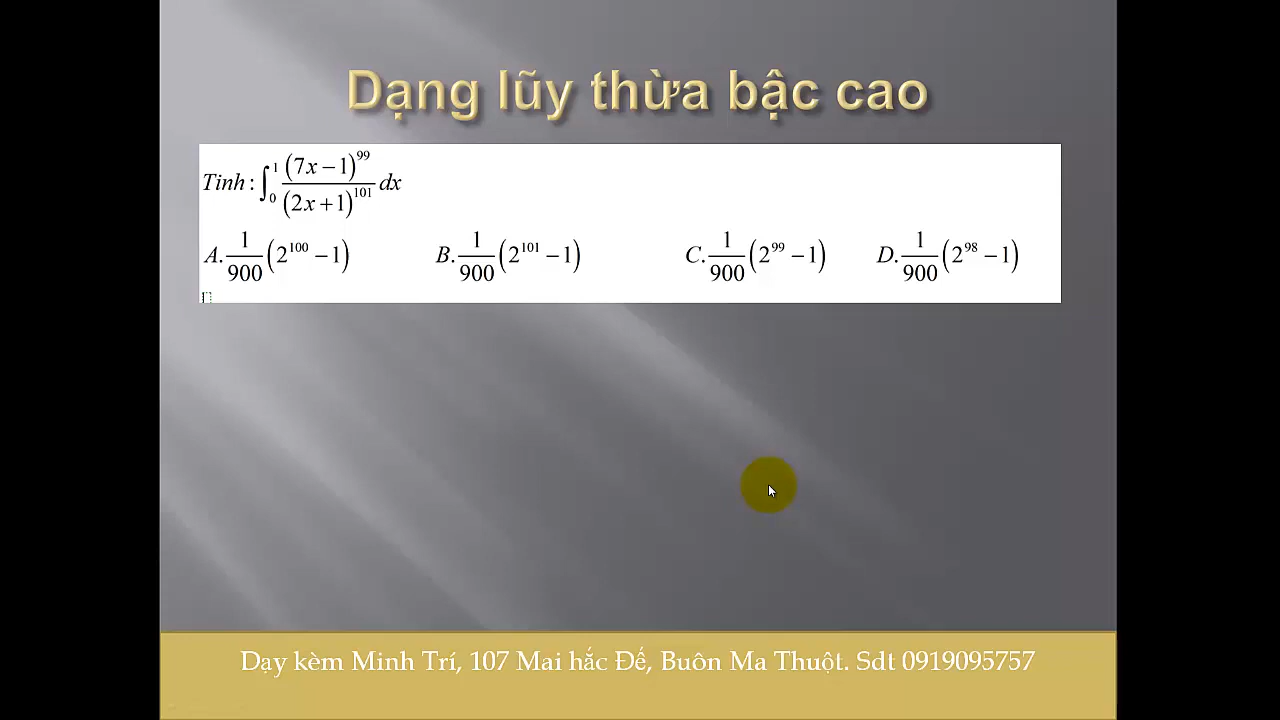 Dạng lũy thừa bậc cao
Tinh : ∫₀¹ (7x − 1)⁹⁹ / (2x + 1)¹⁰¹ dx
A. 1/900 (2¹⁰⁰ − 1) B. 1/900 (2¹⁰¹ − 1) C. 1/900 (2⁹⁹ − 1) D. 1/900 (2⁹⁸ − 1)
Dạy kèm Minh Trí, 107 Mai hắc Đế, Buôn Ma Thuột. Sdt 0919095757